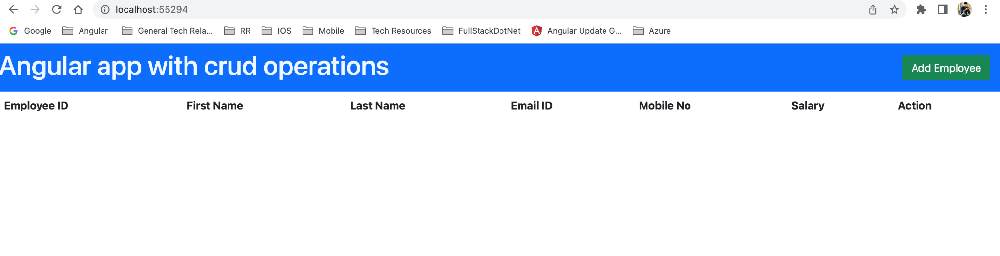 localhost:55294
Google Angular General Tech Rela... RR IOS Mobile Tech Resources FullStackDotNet Angular Update G... Azure
Angular app with crud operations Add Employee
Employee ID First Name Last Name Email ID Mobile No Salary Action